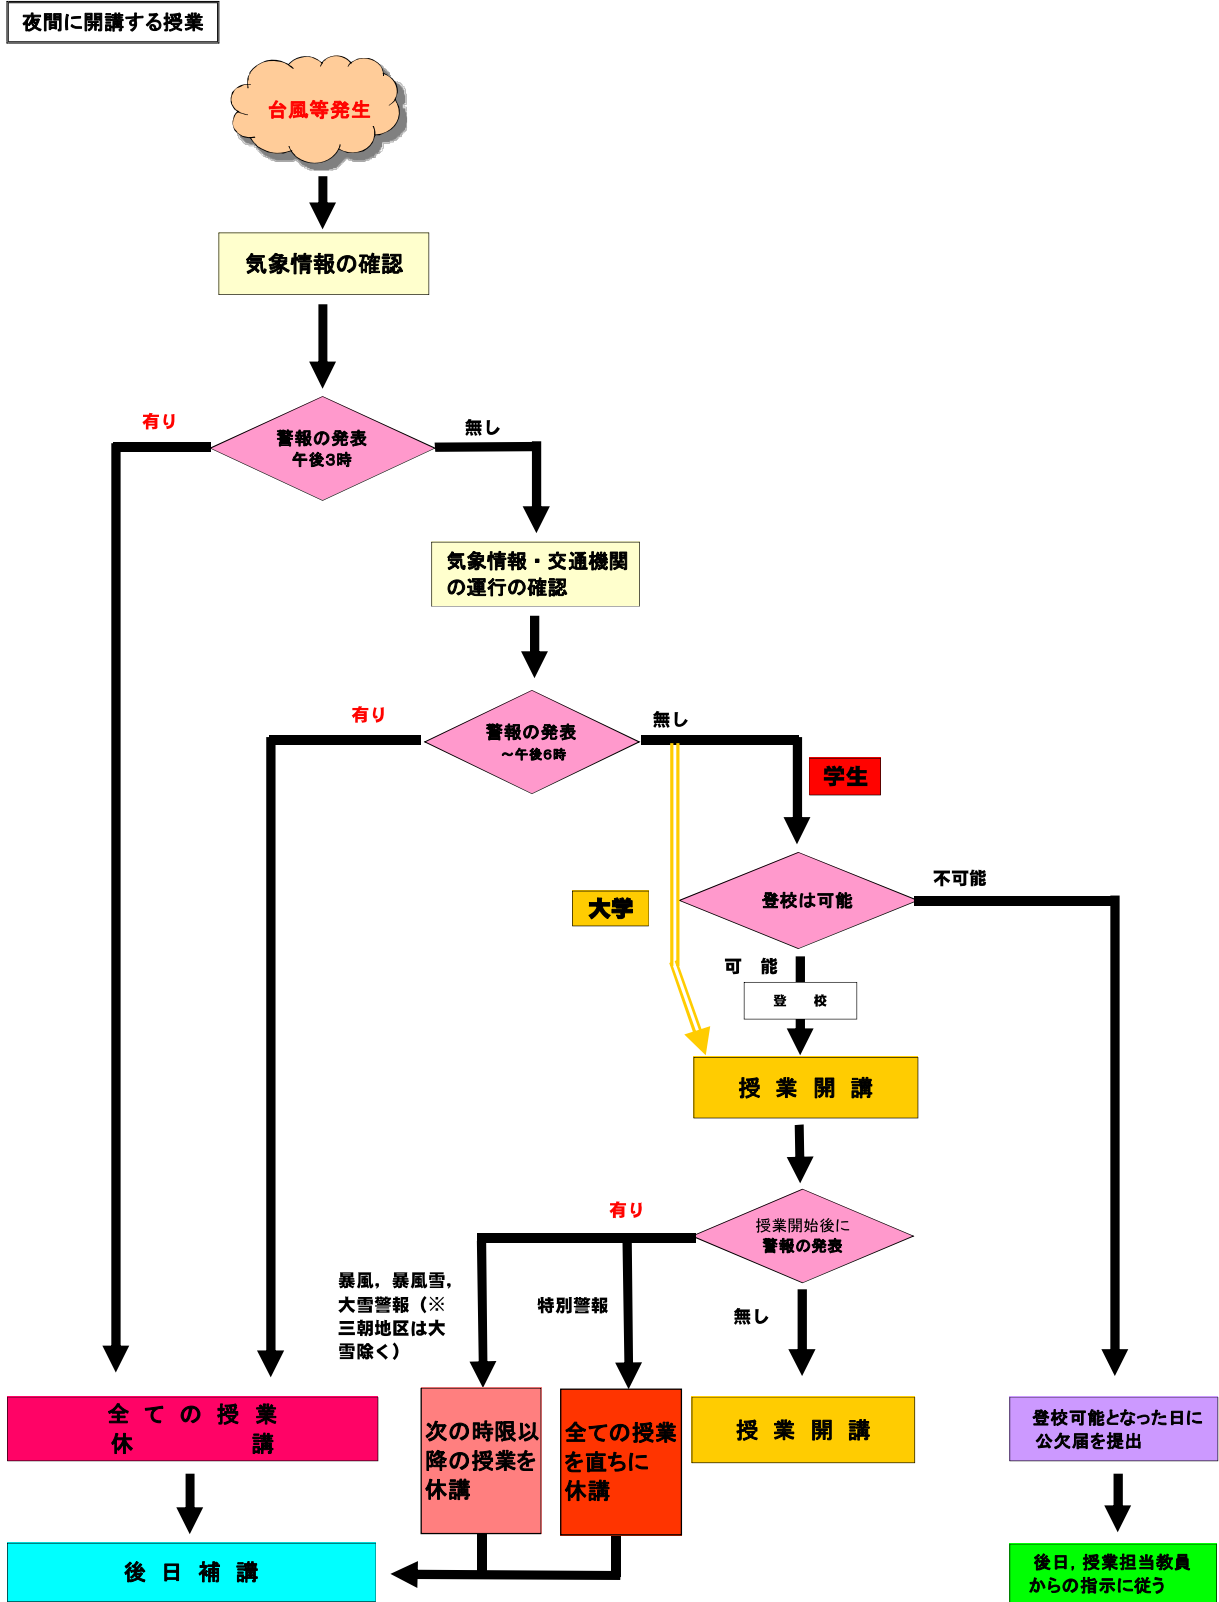 夜間に開講する授業
台風等発生
気象情報の確認
有り
無し
警報の発表
午後3時
気象情報・交通機関
の運行の確認
有り
無し
警報の発表
～午後6時
学生
大学
登校は可能
不可能
可　能
登　校
授 業 開 講
有り
授業開始後に
警報の発表
暴風，暴風雪，
大雪警報（※
三朝地区は大
雪除く）
特別警報
無し
全 て の 授 業
休　　　　講
次の時限以
降の授業を
休講
全ての授業
を直ちに
休講
授 業 開 講
登校可能となった日に
公欠届を提出
後 日 補 講
後日，授業担当教員
からの指示に従う